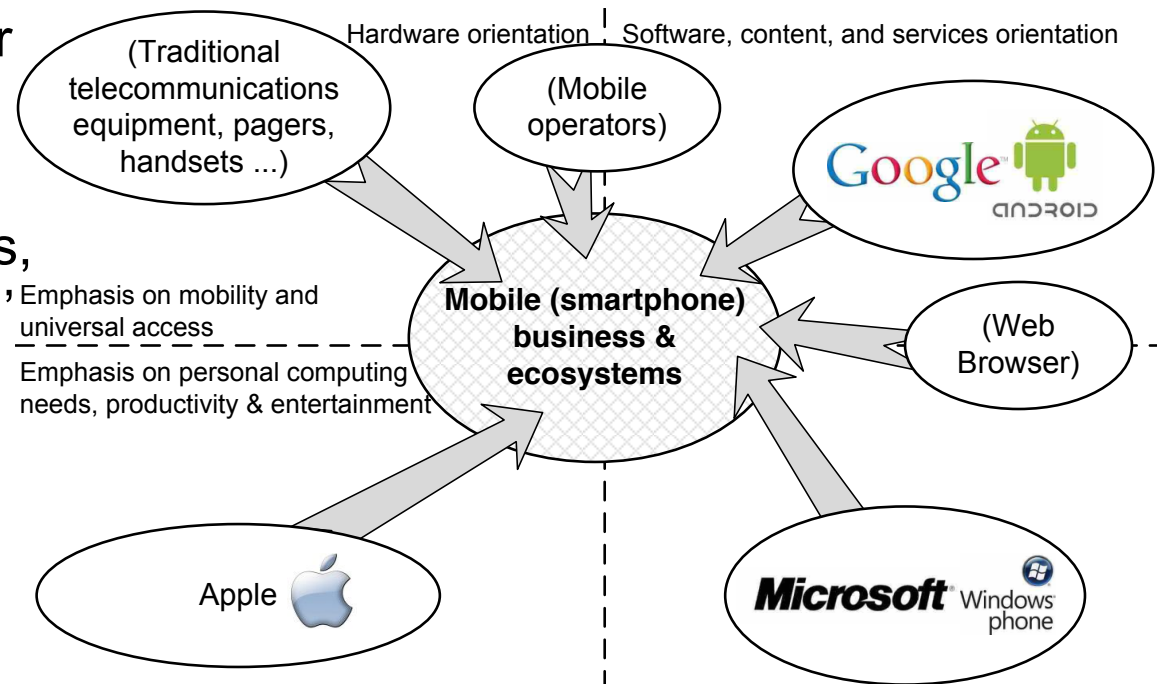 r
Hardware orientation
Software, content, and services orientation
(Traditional
telecommunications
equipment, pagers,
handsets ...)
(Mobile
operators)
Google™
ANDROID
s,
,
Emphasis on mobility and
universal access
Mobile (smartphone)
business &
ecosystems
(Web
Browser)
Emphasis on personal computing
needs, productivity & entertainment
Apple
Microsoft® Windows®
phone